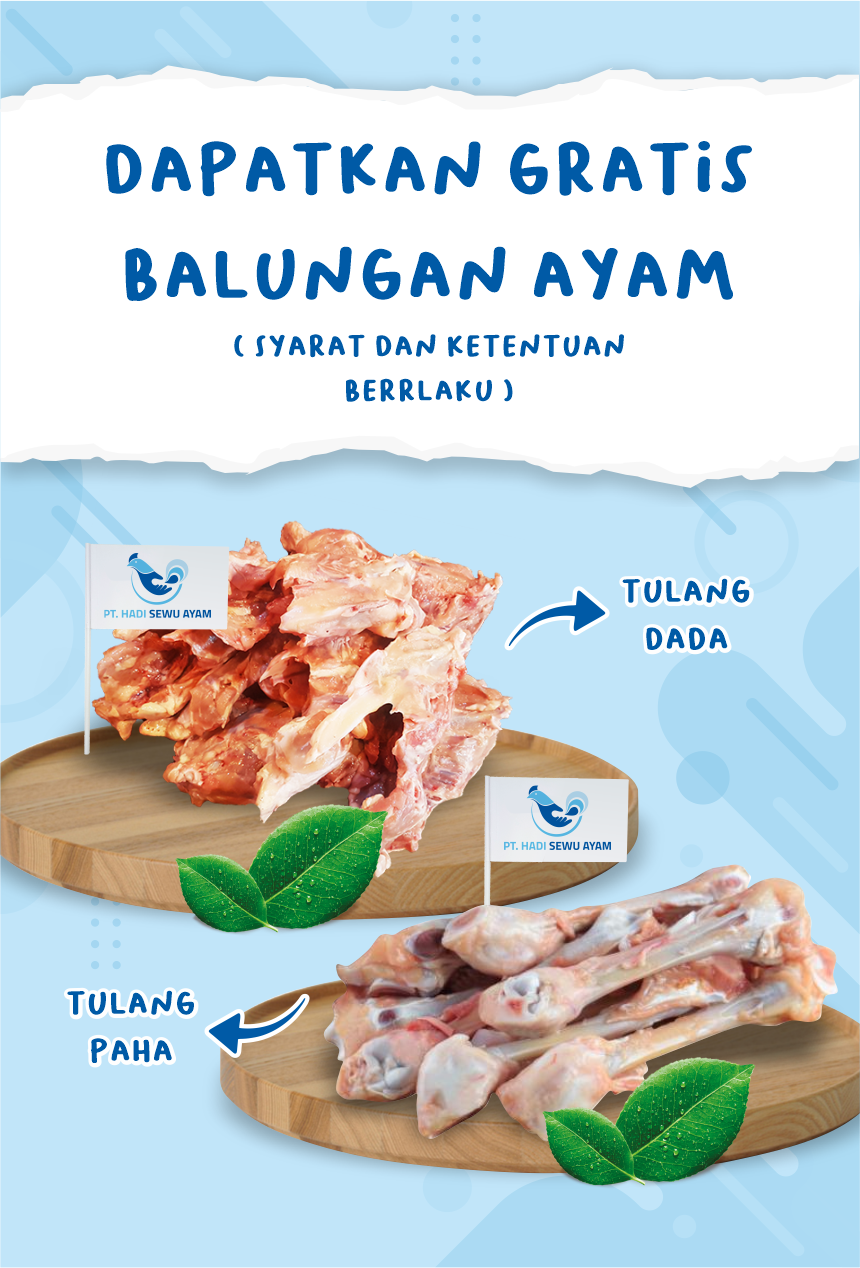 DAPATKAN GRATiS
BALUNGAN AYAM
( SYARAT DAN KETENTUAN
BERRLAKU )
PT. HADI SEWU AYAM
TULANG
DADA
PT. HADI SEWU AYAM
TULANG
PAHA